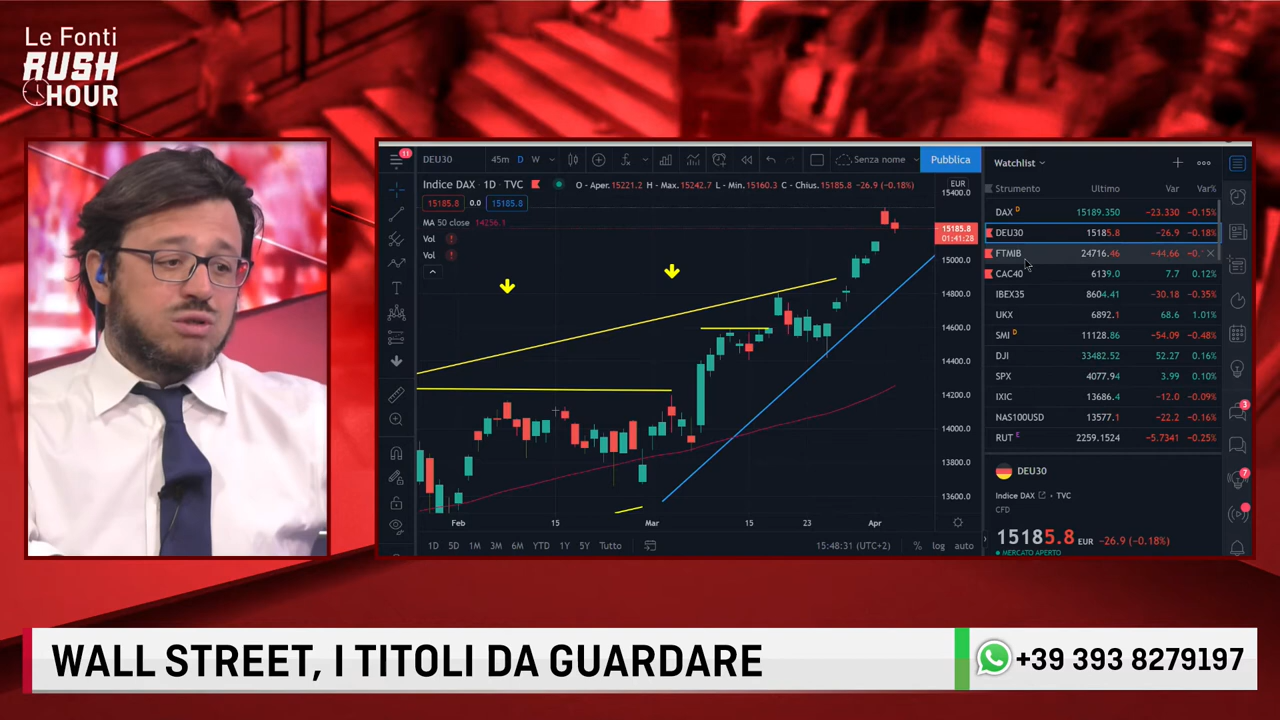 Le Fonti
RUSH
HOUR
11
DEU30
45m D W
Senza nome
Pubblica
Indice DAX · 1D · TVC
O - Aper.15221.2 H - Max.15242.7 L - Min.15160.3 C - Chius.15185.8 -26.9 (-0.18%)
15185.8 0.0 15185.8
MA 50 close 14256.1
Vol
Vol
EUR
15400.0
15185.8
01:41:28
15000.0
14800.0
14600.0
14400.0
14200.0
14000.0
13800.0
13600.0
Feb 15 Mar 15 23 Apr
1D 5D 1M 3M 6M YTD 1Y 5Y Tutto
15:48:31 (UTC+2)
% log auto
Watchlist
Strumento Ultimo Var Var%
DAX D 15189.350 -23.330 -0.15%
DEU30 15185.8 -26.9 -0.18%
FTMIB 24716.46 -44.66
CAC40 6139.0 7.7 0.12%
IBEX35 8604.41 -30.18 -0.35%
UKX 6892.1 68.6 1.01%
SMI D 11128.86 -54.09 -0.48%
DJI 33482.52 52.27 0.16%
SPX 4077.94 3.99 0.10%
IXIC 13686.4 -12.0 -0.09%
NAS100USD 13577.1 -22.2 -0.16%
RUT E 2259.1524 -5.7341 -0.25%
DEU30
Indice DAX TVC
CFD
15185.8 EUR -26.9 (-0.18%)
MERCATO APERTO
3
7
WALL STREET, I TITOLI DA GUARDARE
+39 393 8279197